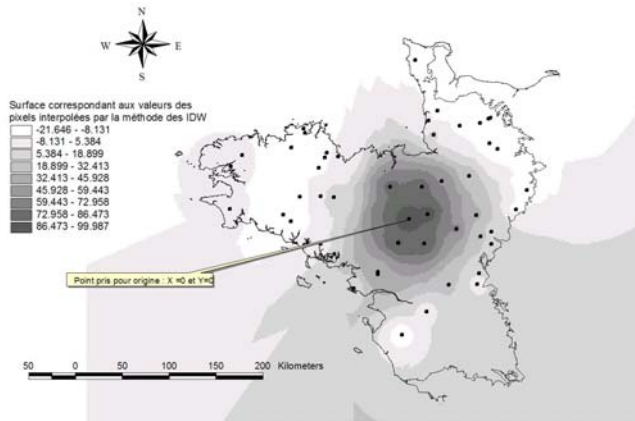 N
W E
S
Surface correspondant aux valeurs des
pixels interpolées par la méthode des IDW
-21.646 - -8.131
-8.131 - 5.384
5.384 - 18.899
18.899 - 32.413
32.413 - 45.928
45.928 - 59.443
59.443 - 72.958
72.958 - 86.473
86.473 - 99.987
Point pris pour origine : X =0 et Y=0
50 0 50 100 150 200 Kilometers